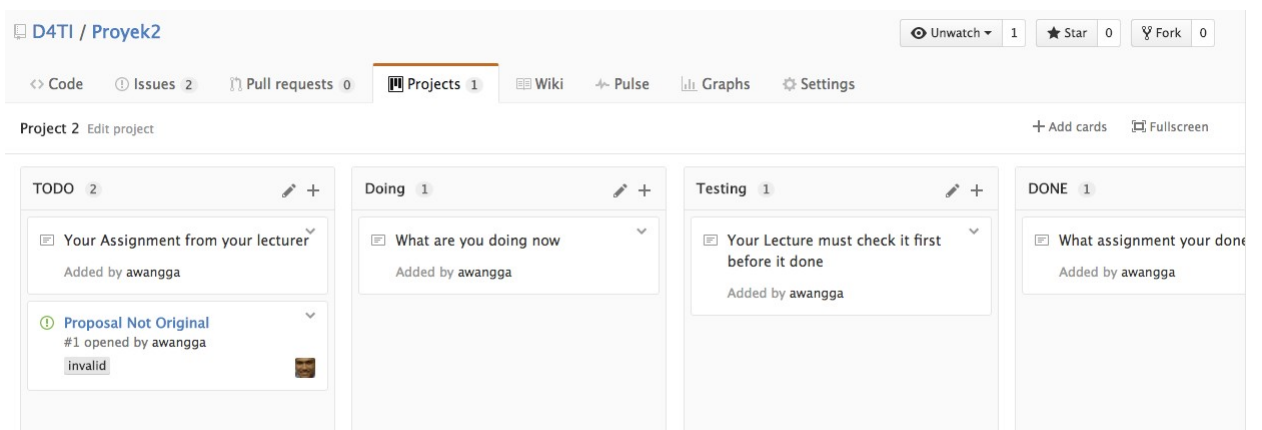 D4TI / Proyek2
Unwatch 1 Star 0 Fork 0
Code Issues 2 Pull requests 0 Projects 1 Wiki Pulse Graphs Settings
Project 2 Edit project
Add cards Fullscreen
TODO 2
Your Assignment from your lecturer
Added by awangga
Proposal Not Original
#1 opened by awangga
invalid
Doing 1
What are you doing now
Added by awangga
Testing 1
Your Lecture must check it first
before it done
Added by awangga
DONE 1
What assignment your done
Added by awangga